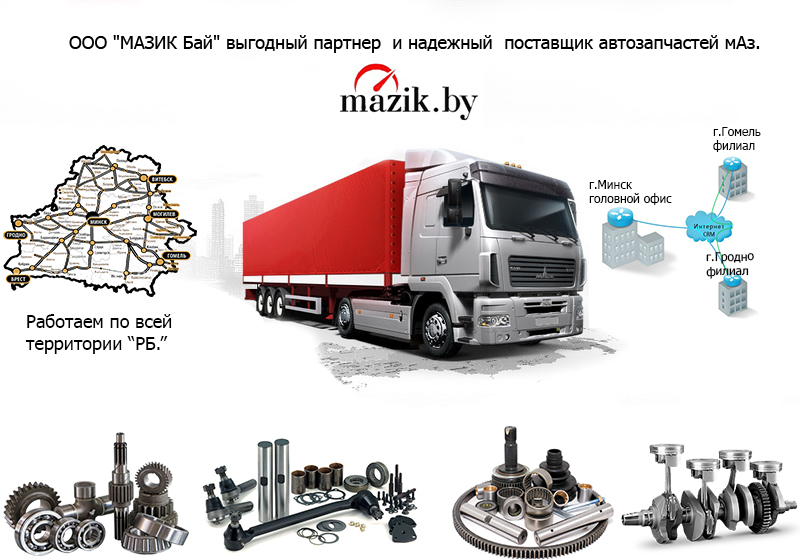 ООО "МАЗИК Бай" выгодный партнер и надежный поставщик автозапчастей мАз.
mazik.by
г.Гомель
филиал
г.Минск
головной офис
Интернет
CRM
г.Гродно
филиал
ВИТЕБСК
МОГИЛЕВ
МИНСК
ГРОДНО
ГОМЕЛЬ
БРЕСТ
Работаем по всей
территории “РБ.”